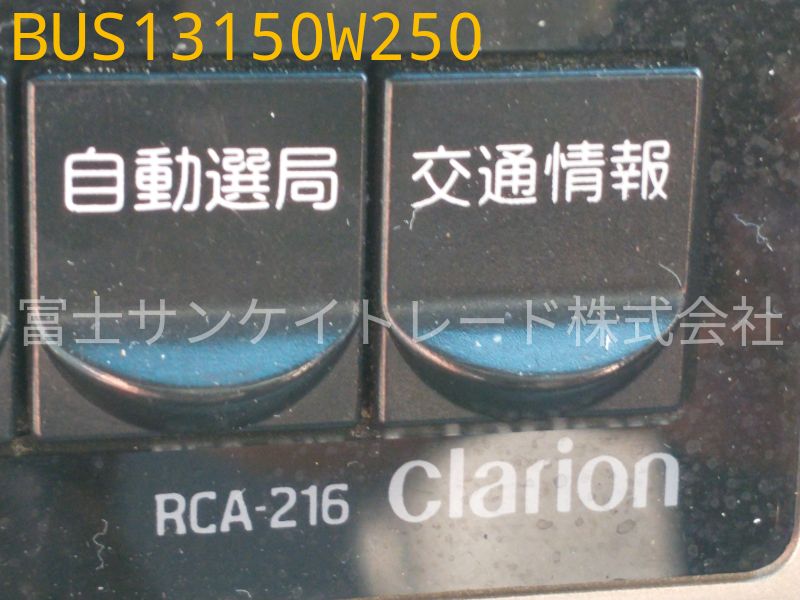 BUS13150W250
自動選局 交通情報
富士サンケイトレード株式会社
RCA-216 clarion